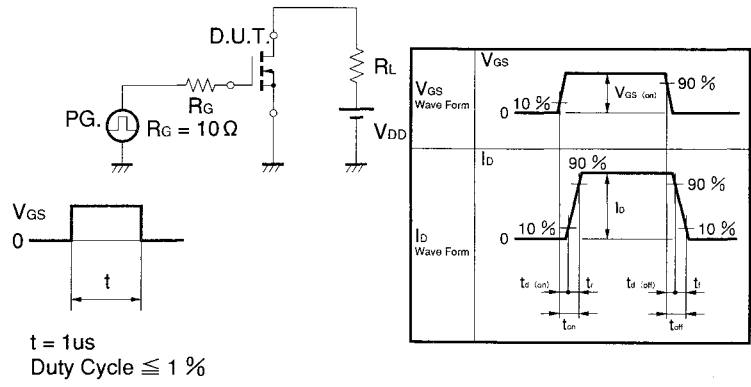 D.U.T.
RL
RG
PG.
RG = 10Ω
VDD
VGS
0
t
t = 1us
Duty Cycle ≦ 1 %
VGS
Wave Form
VGS
10 %
0
VGS (on)
90 %
ID
Wave Form
ID
90 %
90 %
ID
10 %
10 %
0
td (on)
tr
td (off)
tf
ton
toff